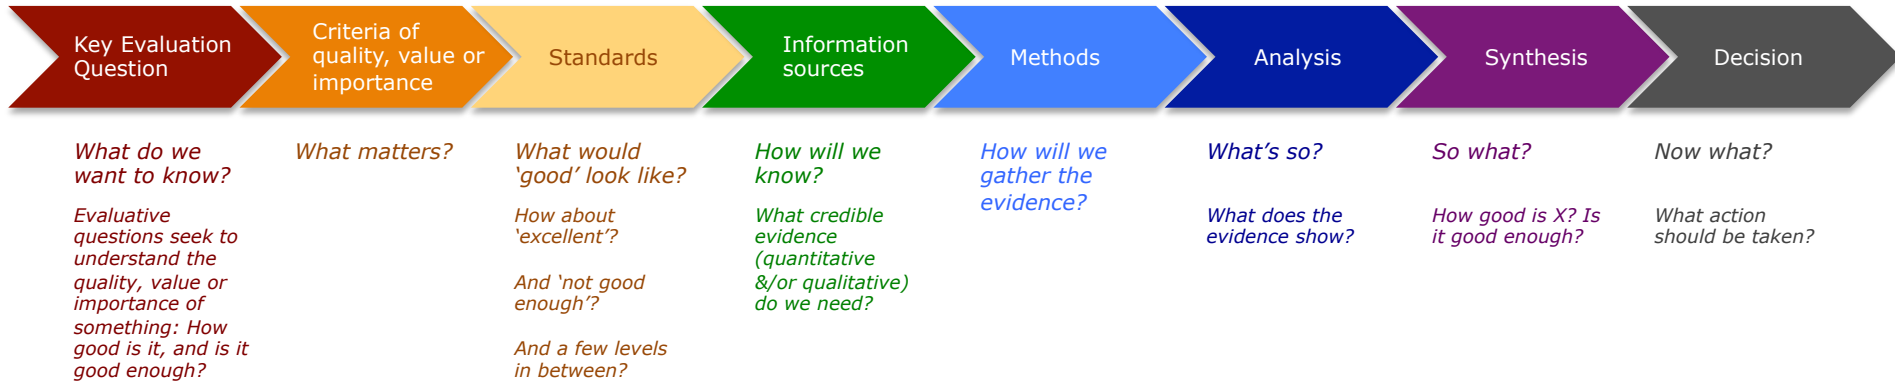 Key Evaluation
Question
Criteria of
quality, value or
importance
Standards
Information
sources
Methods
Analysis
Synthesis
Decision
What do we
want to know?
Evaluative
questions seek to
understand the
quality, value or
importance of
something: How
good is it, and is it
good enough?
What matters?
What would
‘good’ look like?
How about
‘excellent’?
And ‘not good
enough’?
And a few levels
in between?
How will we
know?
What credible
evidence
(quantitative
&/or qualitative)
do we need?
How will we
gather the
evidence?
What’s so?
What does the
evidence show?
So what?
How good is X? Is
it good enough?
Now what?
What action
should be taken?